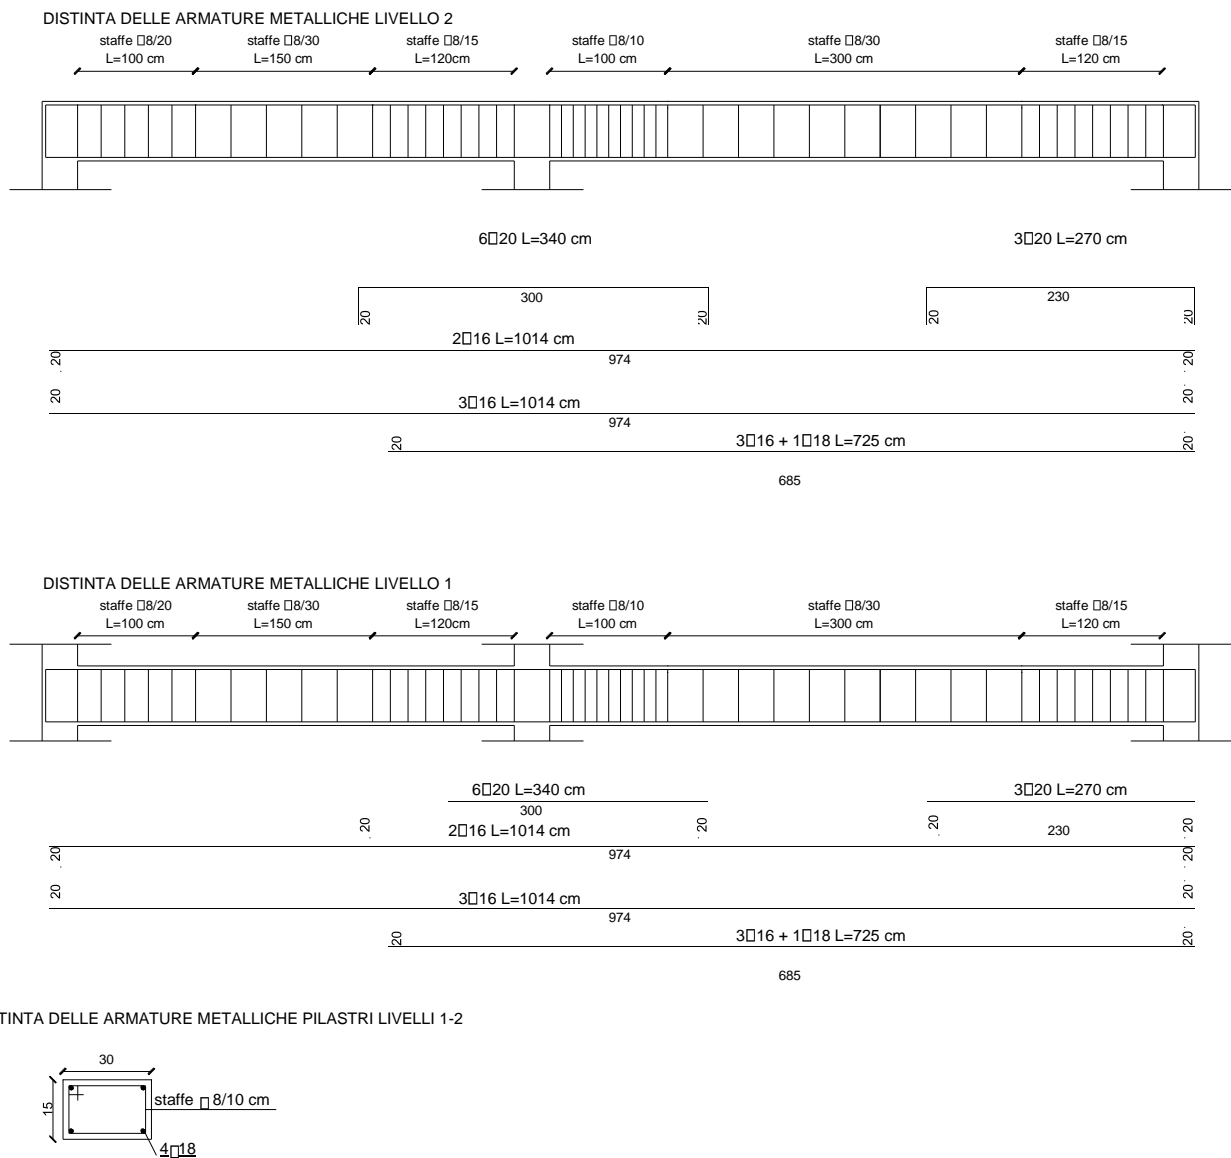 DISTINTA DELLE ARMATURE METALLICHE LIVELLO 2
staffe □8/20 staffe □8/30 staffe □8/15 staffe □8/10 staffe □8/30 staffe □8/15
L=100 cm L=150 cm L=120cm L=100 cm L=300 cm L=120 cm
6□20 L=340 cm 3□20 L=270 cm
300 230
20 20 20 20
2□16 L=1014 cm
20 974 20
20 20
3□16 L=1014 cm
974
20 3□16 + 1□18 L=725 cm 20
685
DISTINTA DELLE ARMATURE METALLICHE LIVELLO 1
staffe □8/20 staffe □8/30 staffe □8/15 staffe □8/10 staffe □8/30 staffe □8/15
L=100 cm L=150 cm L=120cm L=100 cm L=300 cm L=120 cm
6□20 L=340 cm 3□20 L=270 cm
300
20 20 20 20
2□16 L=1014 cm 230
20 974 20
20 20
3□16 L=1014 cm
974
20 3□16 + 1□18 L=725 cm 20
685
TINTA DELLE ARMATURE METALLICHE PILASTRI LIVELLI 1-2
30
15 staffe □ 8/10 cm
4□18